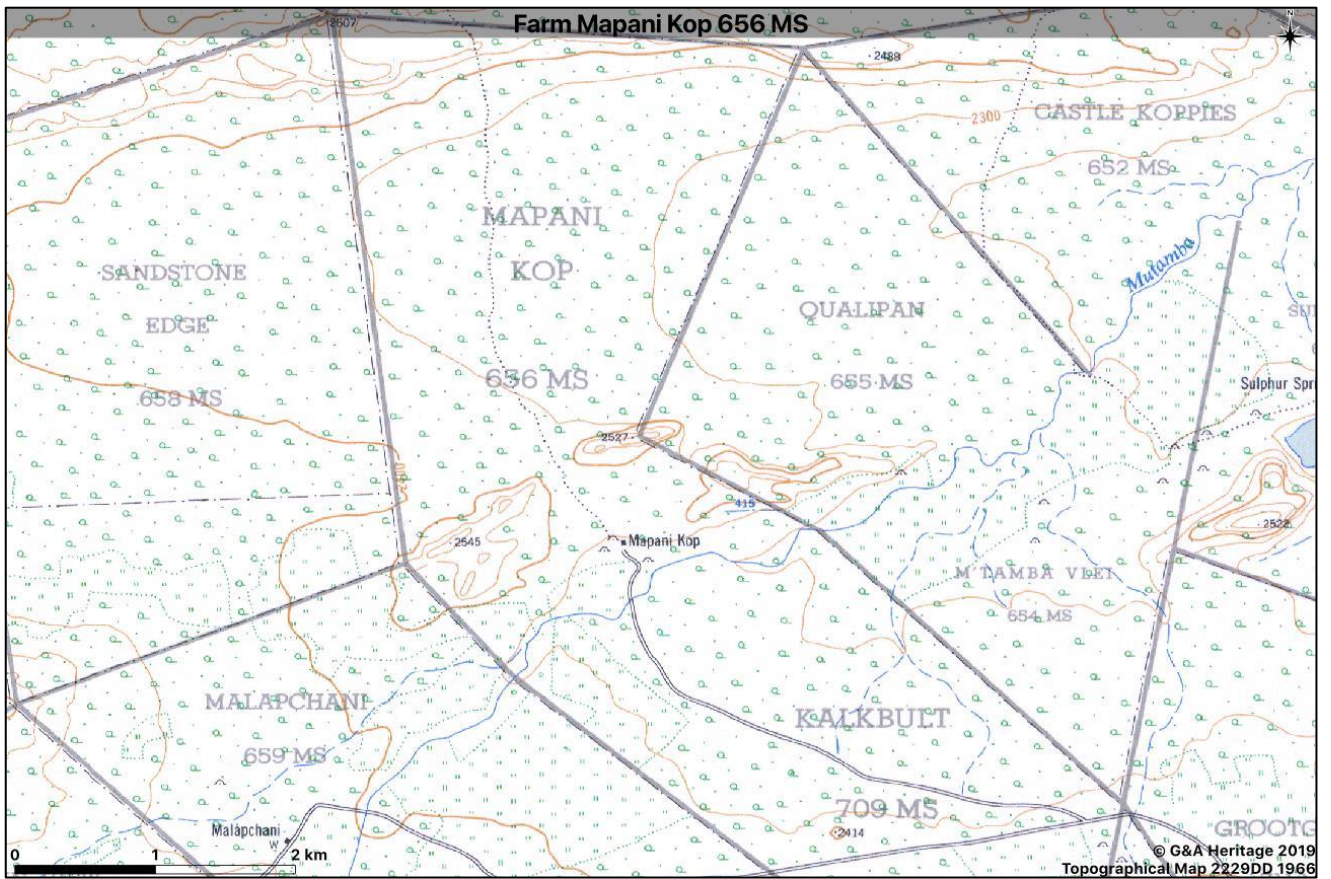 Farm Mapani Kop 656 MS
N
2607
2488
2300
CASTLE KOPPIES
652 MS
MAPANI
KOP
656 MS
SANDSTONE
EDGE
658 MS
QUALIPAN
655 MS
Mutamba
Sulphur Spri
2527
415
2545
Mapani Kop
2522
M'TAMBA VLEI
654 MS
MALAPCHANI
659 MS
KALKBULT
709 MS
2414
Malapchani
W
GROOTG
0 1 2 km
© G&A Heritage 2019
Topographical Map 2229DD 1966